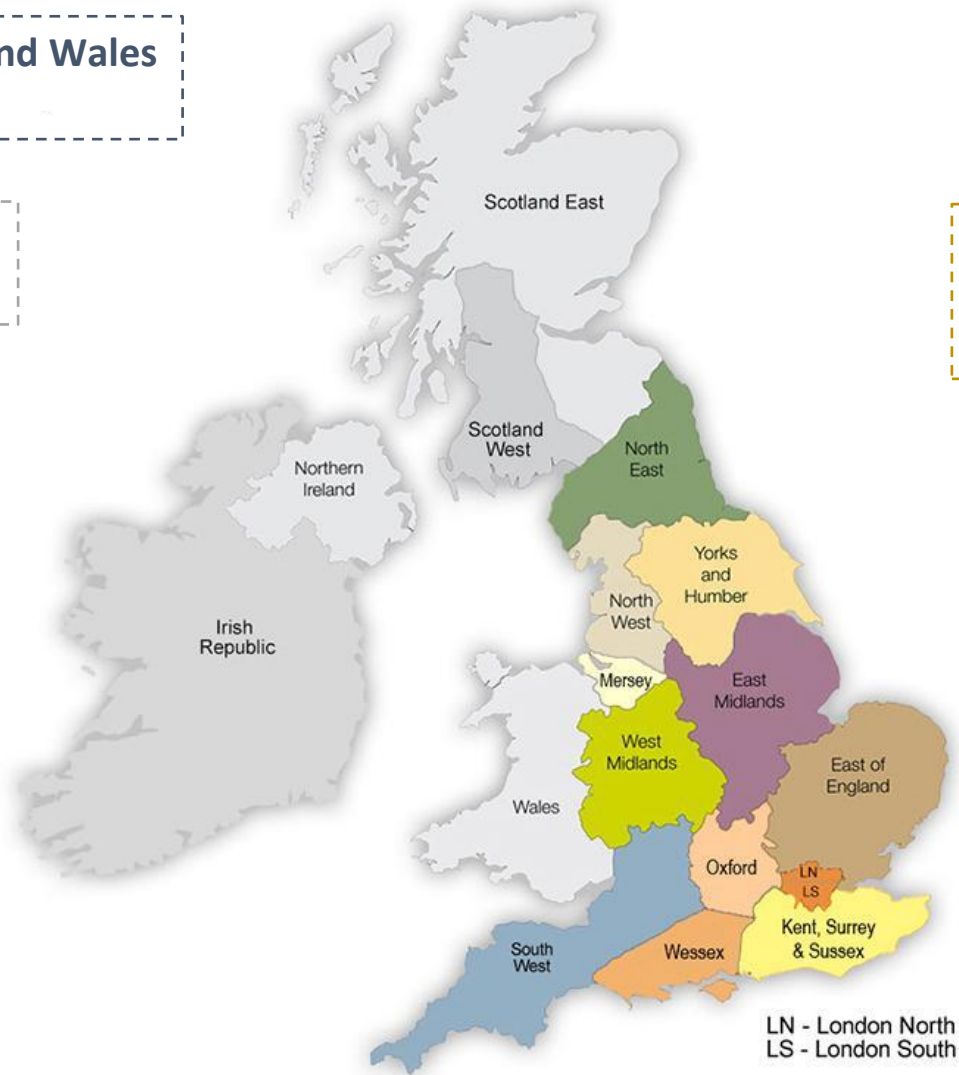 nd Wales
Scotland East
Scotland
West
North
East
Northern
Ireland
Yorks
and
Humber
North
West
Irish
Republic
Mersey
East
Midlands
West
Midlands
East of
England
Wales
Oxford
LN
LS
Kent, Surrey
& Sussex
South
West
Wessex
LN - London North
LS - London South